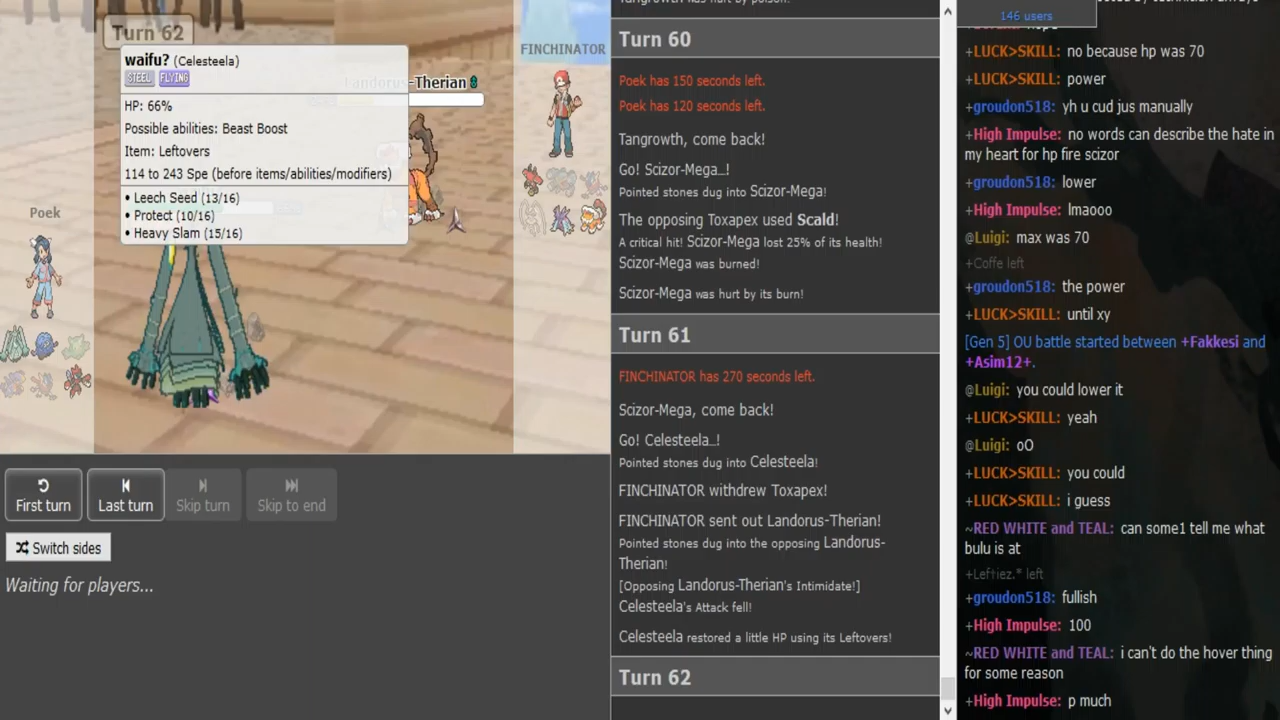 Turn 62
waifu? (Celesteela)
STEEL FLYING
HP: 66%
Possible abilities: Beast Boost
Item: Leftovers
114 to 243 Spe (before items/abilities/modifiers)
• Leech Seed (13/16)
• Protect (10/16)
• Heavy Slam (15/16)
-Therian
Poek
FINCHINATOR
First turn
Last turn
Skip turn
Skip to end
Switch sides
Waiting for players...
Turn 60
Poek has 150 seconds left.
Poek has 120 seconds left.
Tangrowth, come back!
Go! Scizor-Mega...!
Pointed stones dug into Scizor-Mega!
The opposing Toxapex used Scald!
A critical hit! Scizor-Mega lost 25% of its health!
Scizor-Mega was burned!
Scizor-Mega was hurt by its burn!
Turn 61
FINCHINATOR has 270 seconds left.
Scizor-Mega, come back!
Go! Celesteela...!
Pointed stones dug into Celesteela!
FINCHINATOR withdrew Toxapex!
FINCHINATOR sent out Landorus-Therian!
Pointed stones dug into the opposing Landorus-
Therian!
[Opposing Landorus-Therian's Intimidate!]
Celesteela's Attack fell!
Celesteela restored a little HP using its Leftovers!
Turn 62
146 users
+LUCK>SKILL: no because hp was 70
+LUCK>SKILL: power
+groudon518: yh u cud jus manually
+High Impulse: no words can describe the hate in
my heart for hp fire scizor
+groudon518: lower
+High Impulse: lmaooo
@Luigi: max was 70
+Coffe left
+groudon518: the power
+LUCK>SKILL: until xy
[Gen 5] OU battle started between +Fakkesi and
+Asim12+.
@Luigi: you could lower it
+LUCK>SKILL: yeah
@Luigi: oO
+LUCK>SKILL: you could
+LUCK>SKILL: i guess
~RED WHITE and TEAL: can some1 tell me what
bulu is at
+Leftiez.* left
+groudon518: fullish
+High Impulse: 100
~RED WHITE and TEAL: i can't do the hover thing
for some reason
+High Impulse: p much